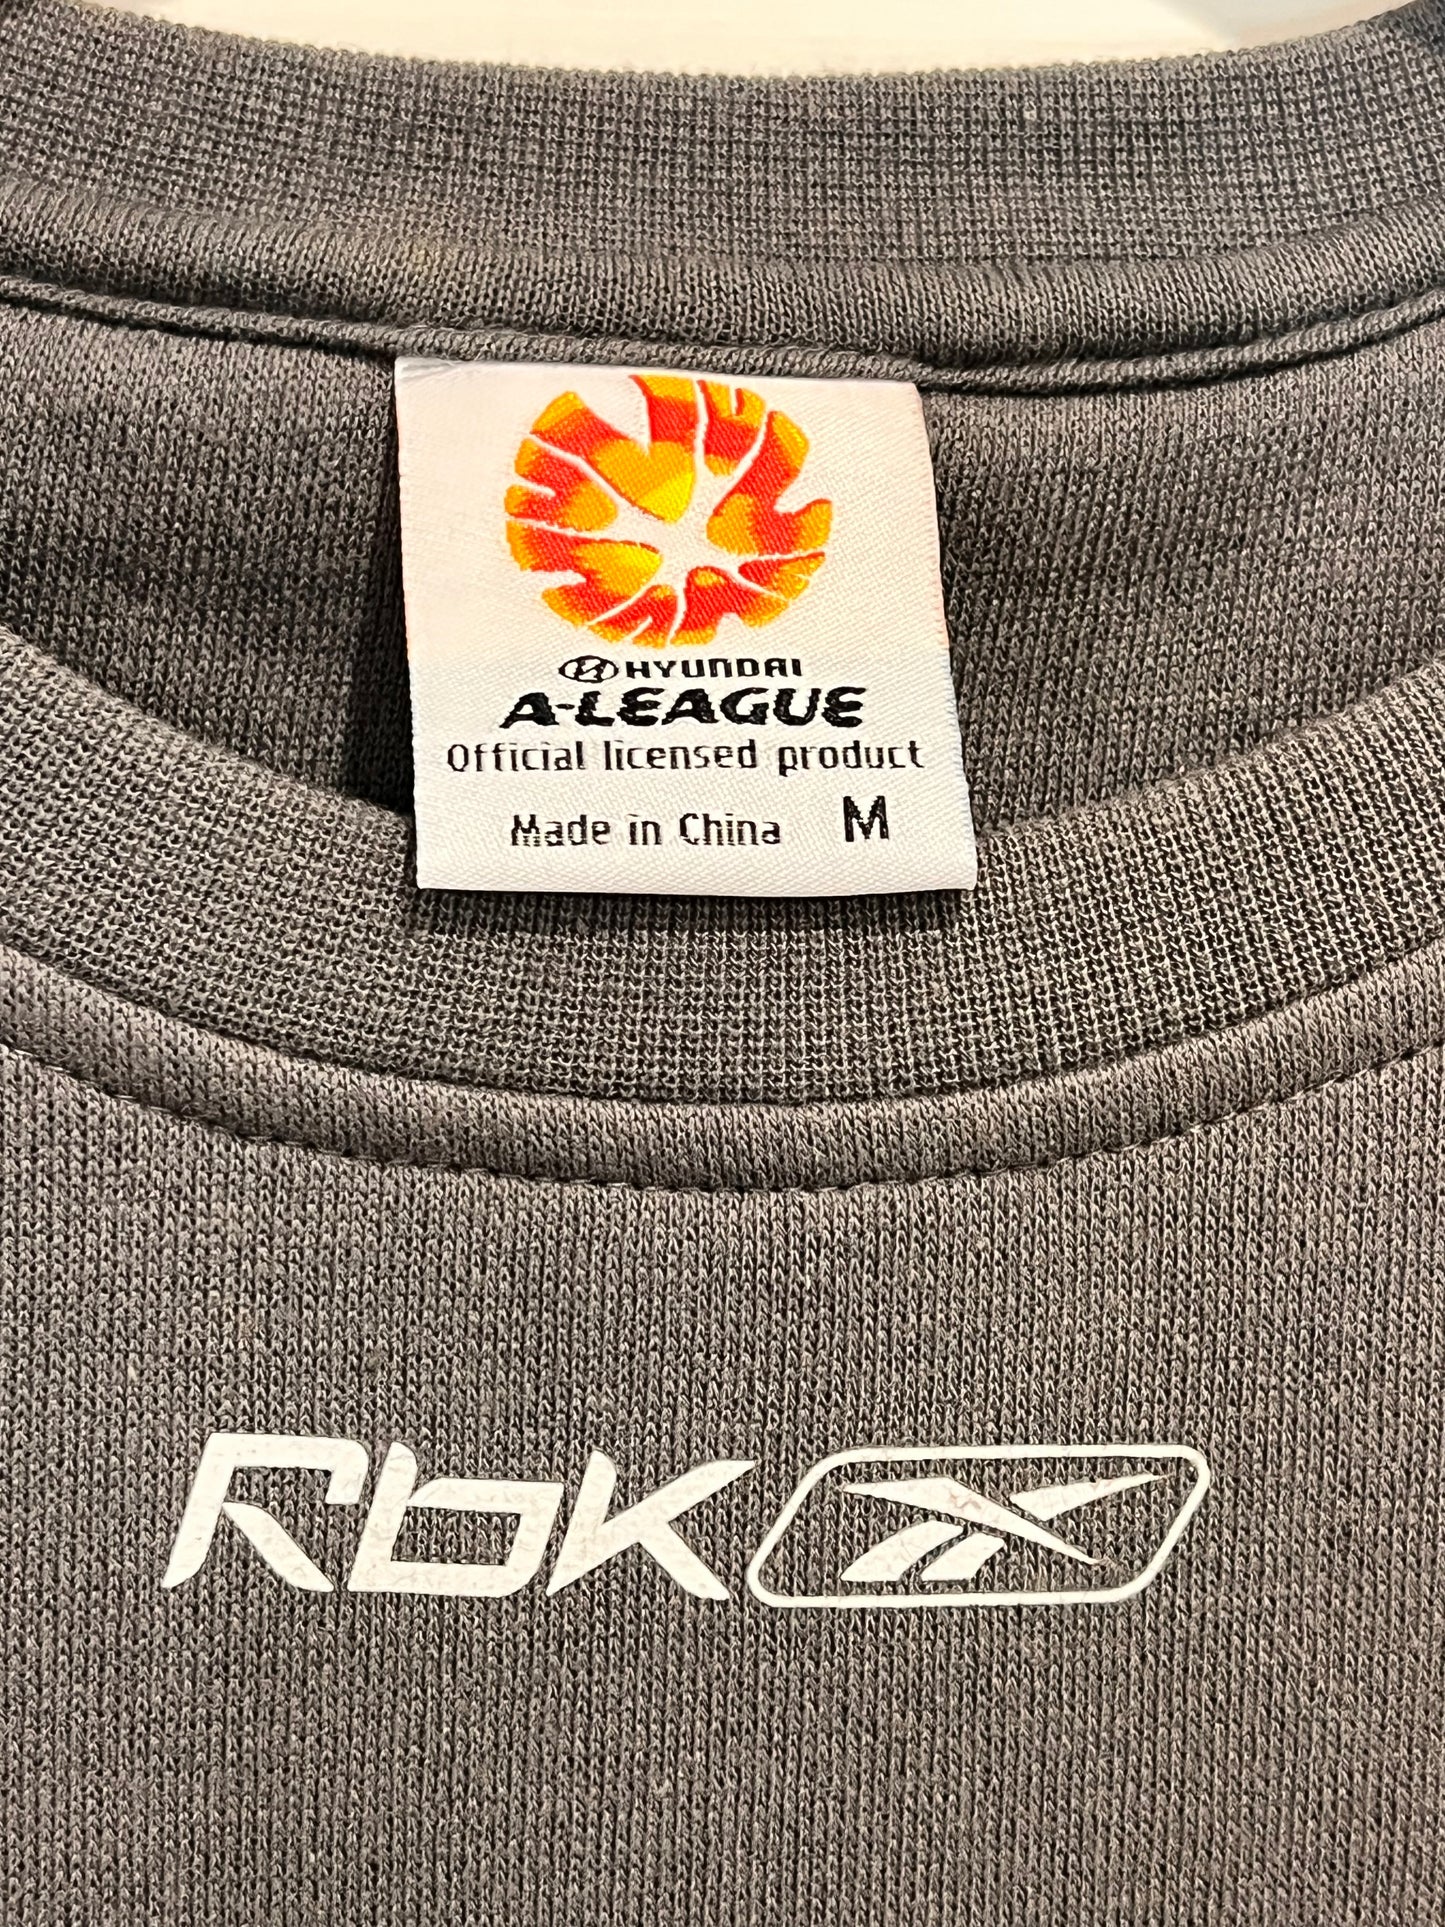 HYUNDAI
A-LEAGUE
Official licensed product
Made in China M
Rbk